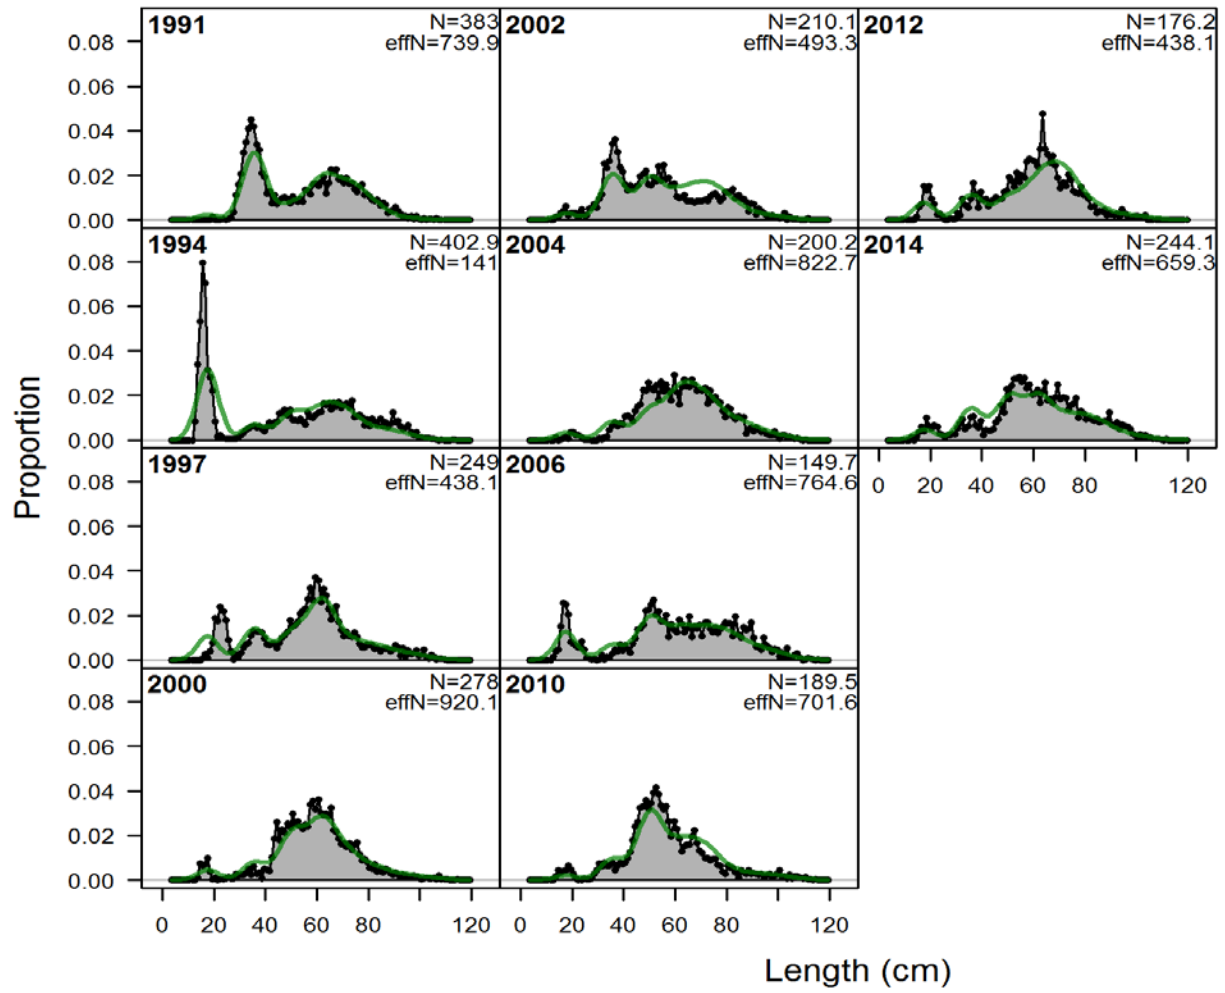 1991 N=383 2002 N=210.1 2012 N=176.2
effN=739.9 effN=493.3 effN=438.1
0.08
0.06
0.04
0.02
0.00
1994 N=402.9 2004 N=200.2 2014 N=244.1
effN=141 effN=822.7 effN=659.3
0.08
0.06
0.04
0.02
0.00
1997 N=249 2006 N=149.7
effN=438.1 effN=764.6
0 20 40 60 80 120
0.08
0.06
0.04
0.02
0.00
2000 N=278 2010 N=189.5
effN=920.1 effN=701.6
0.08
0.06
0.04
0.02
0.00
0 20 40 60 80 120 0 20 40 60 80 120
Proportion
Length (cm)